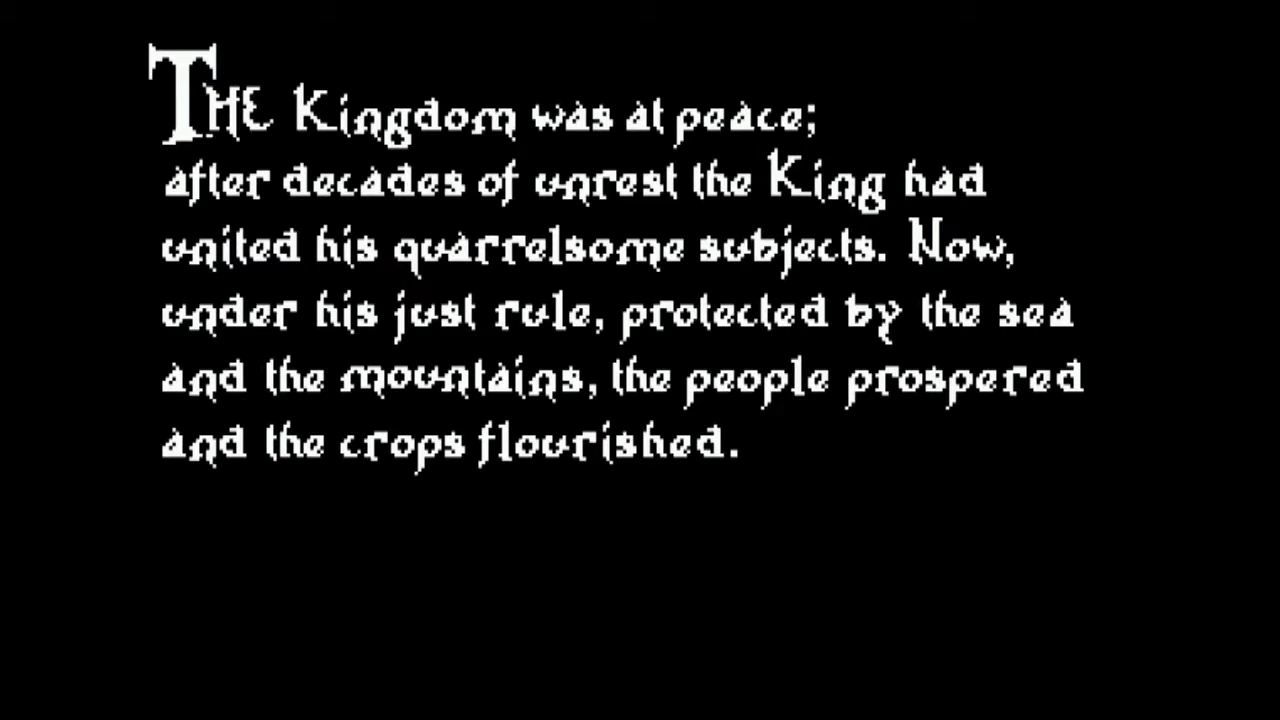 THE Kingdom was at peace;
after decades of unrest the King had
united his quarrelsome subjects. Now,
under his just rule, protected by the sea
and the mountains, the people prospered
and the crops flourished.